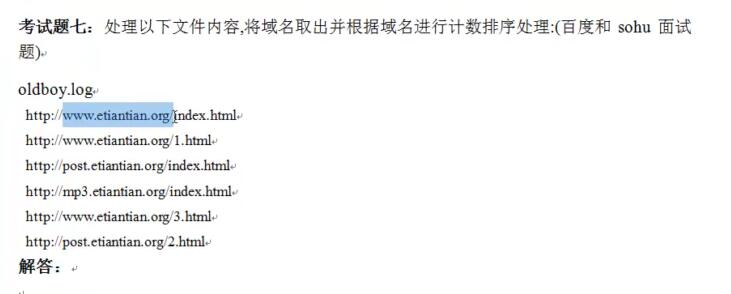 考试题七：处理以下文件内容,将域名取出并根据域名进行计数排序处理:(百度和 sohu 面试
题)
oldboy.log
http://www.etiantian.org/index.html
http://www.etiantian.org/1.html
http://post.etiantian.org/index.html
http://mp3.etiantian.org/index.html
http://www.etiantian.org/3.html
http://post.etiantian.org/2.html
解答：